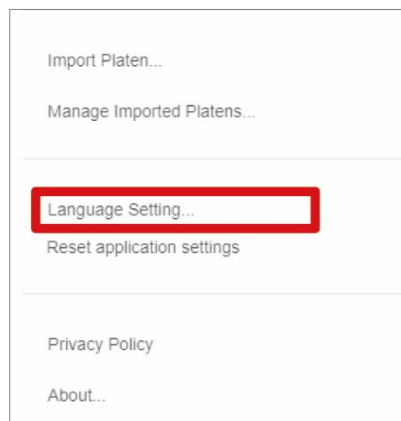 Import Platen...
Manage Imported Platens...
Language Setting...
Reset application settings
Privacy Policy
About...